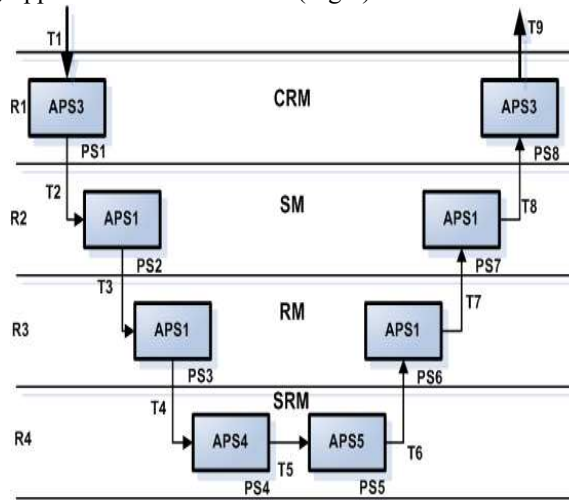 T1
T9
R1
APS3
CRM
APS3
PS1
PS8
T2
T8
R2
APS1
SM
APS1
PS2
PS7
T3
T7
R3
APS1
RM
APS1
PS3
PS6
T4
SRM
T6
R4
APS4
APS5
T5
PS4
PS5